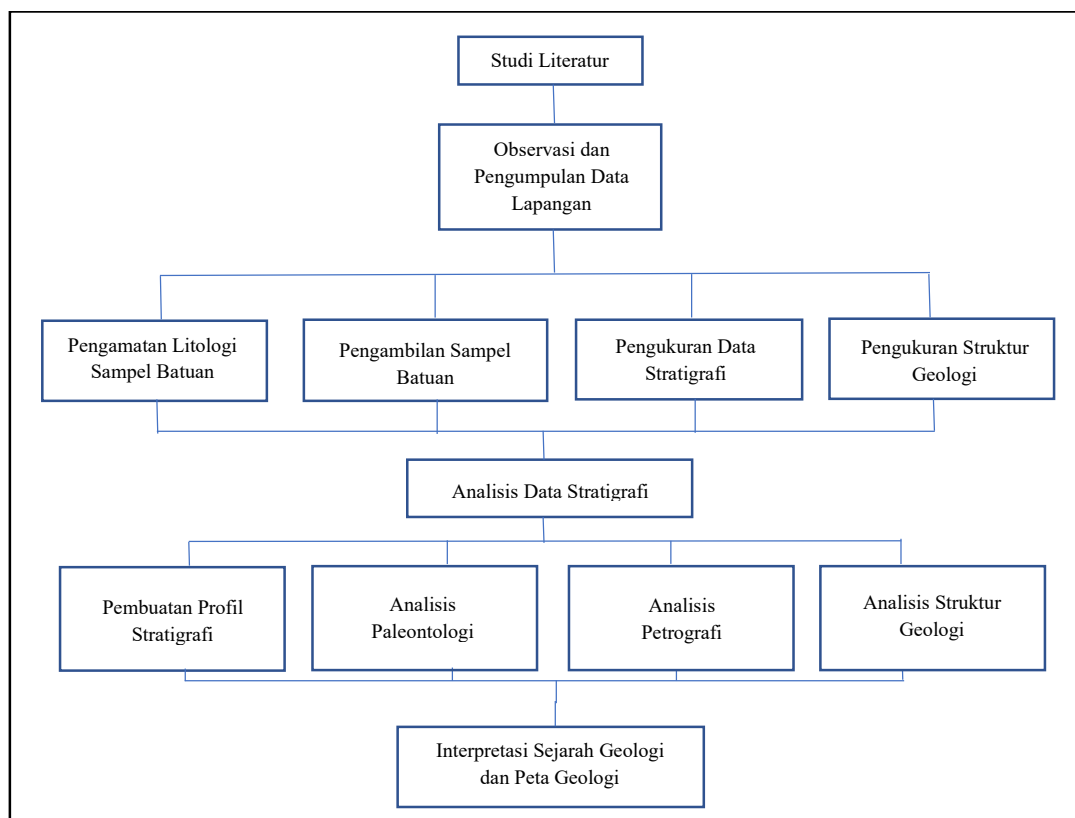 Studi Literatur
Observasi dan
Pengumpulan Data
Lapangan
Pengamatan Litologi
Sampel Batuan
Pengambilan Sampel
Batuan
Pengukuran Data
Stratigrafi
Pengukuran Struktur
Geologi
Analisis Data Stratigrafi
Pembuatan Profil
Stratigrafi
Analisis
Paleontologi
Analisis
Petrografi
Analisis Struktur
Geologi
Interpretasi Sejarah Geologi
dan Peta Geologi